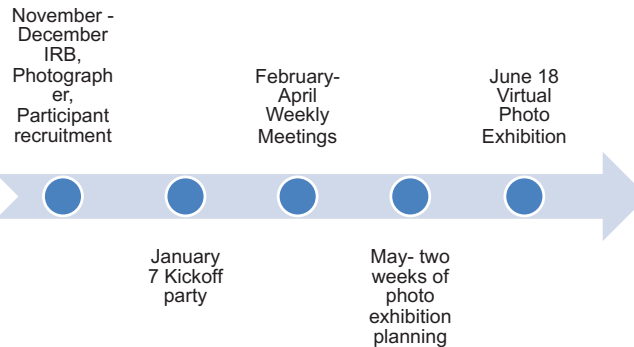 November -
December
IRB,
Photograph
er,
Participant
recruitment
January
7 Kickoff
party
February-
April
Weekly
Meetings
May- two
weeks of
photo
exhibition
planning
June 18
Virtual
Photo
Exhibition